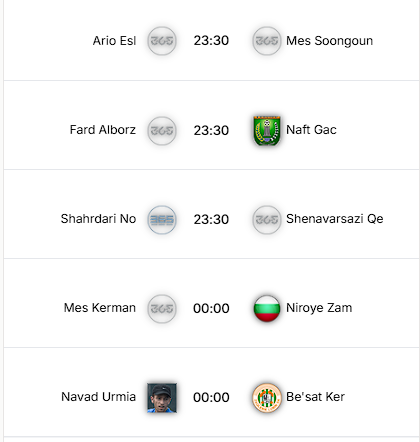 Ario Esl 365 23:30 365 Mes Soongoun
Fard Alborz 365 23:30 Naft Gac
Shahrdari No 365 23:30 365 Shenavarsazi Qe
Mes Kerman 365 00:00 Niroye Zam
Navad Urmia 00:00 Be'sat Ker